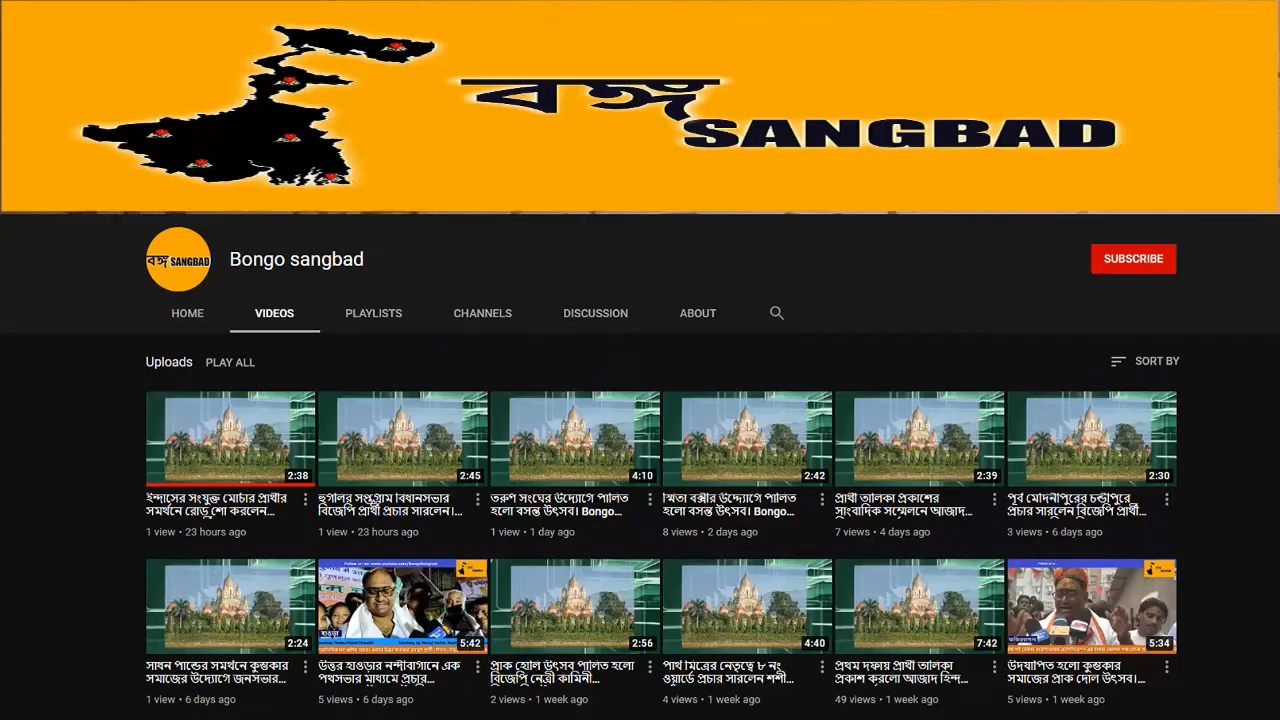 বঙ্গ
SANGBAD
বঙ্গ SANGBAD
Bongo sangbad
SUBSCRIBE
HOME VIDEOS PLAYLISTS CHANNELS DISCUSSION ABOUT
Uploads PLAY ALL
SORT BY
2:38 2:45 4:10 2:42 2:39 2:30
ইন্দাসের সংযুক্ত মোর্চার প্রার্থীর
সমর্থনে রোড শো করলেন...
1 view • 23 hours ago
হুগলির সপ্তগ্রাম বিধানসভার
বিজেপি প্রার্থী প্রচার সারলেন।...
1 view • 23 hours ago
তরুণ সংঘের উদ্যোগে পালিত
হলো বসন্ত উৎসব। Bongo...
1 view • 1 day ago
স্মিতা বক্সীর উদ্দ্যোগে পালিত
হলো বসন্ত উৎসব। Bongo...
8 views • 2 days ago
প্রার্থী তালিকা প্রকাশের
সাংবাদিক সম্মেলনে আজাদ...
7 views • 4 days ago
পূর্ব মেদিনীপুরের চন্ডীপুরে
প্রচার সারলেন বিজেপি প্রার্থী...
3 views • 6 days ago
2:24 5:42 2:56 4:40 7:42 5:34
সাধন পান্ডের সমর্থনে কুম্ভকার
সমাজের উদ্যোগে জনসভার...
1 view • 6 days ago
উত্তর হাওড়ার নন্দীবাগানে এক
পথসভার মাধ্যমে প্রচার...
5 views • 6 days ago
প্রাক হোলি উৎসব পালিত হলো
বিজেপি নেত্রী কামিনী...
2 views • 1 week ago
পার্থ মিত্রের নেতৃত্বে ৮ নং
ওয়ার্ডে প্রচার সারলেন শশী...
4 views • 1 week ago
প্রথম দফায় প্রার্থী তালিকা
প্রকাশ করলো আজাদ হিন্দ...
49 views • 1 week ago
উদযাপিত হলো কুম্ভকার
সমাজের প্রাক দোল উৎসব।...
5 views • 1 week ago